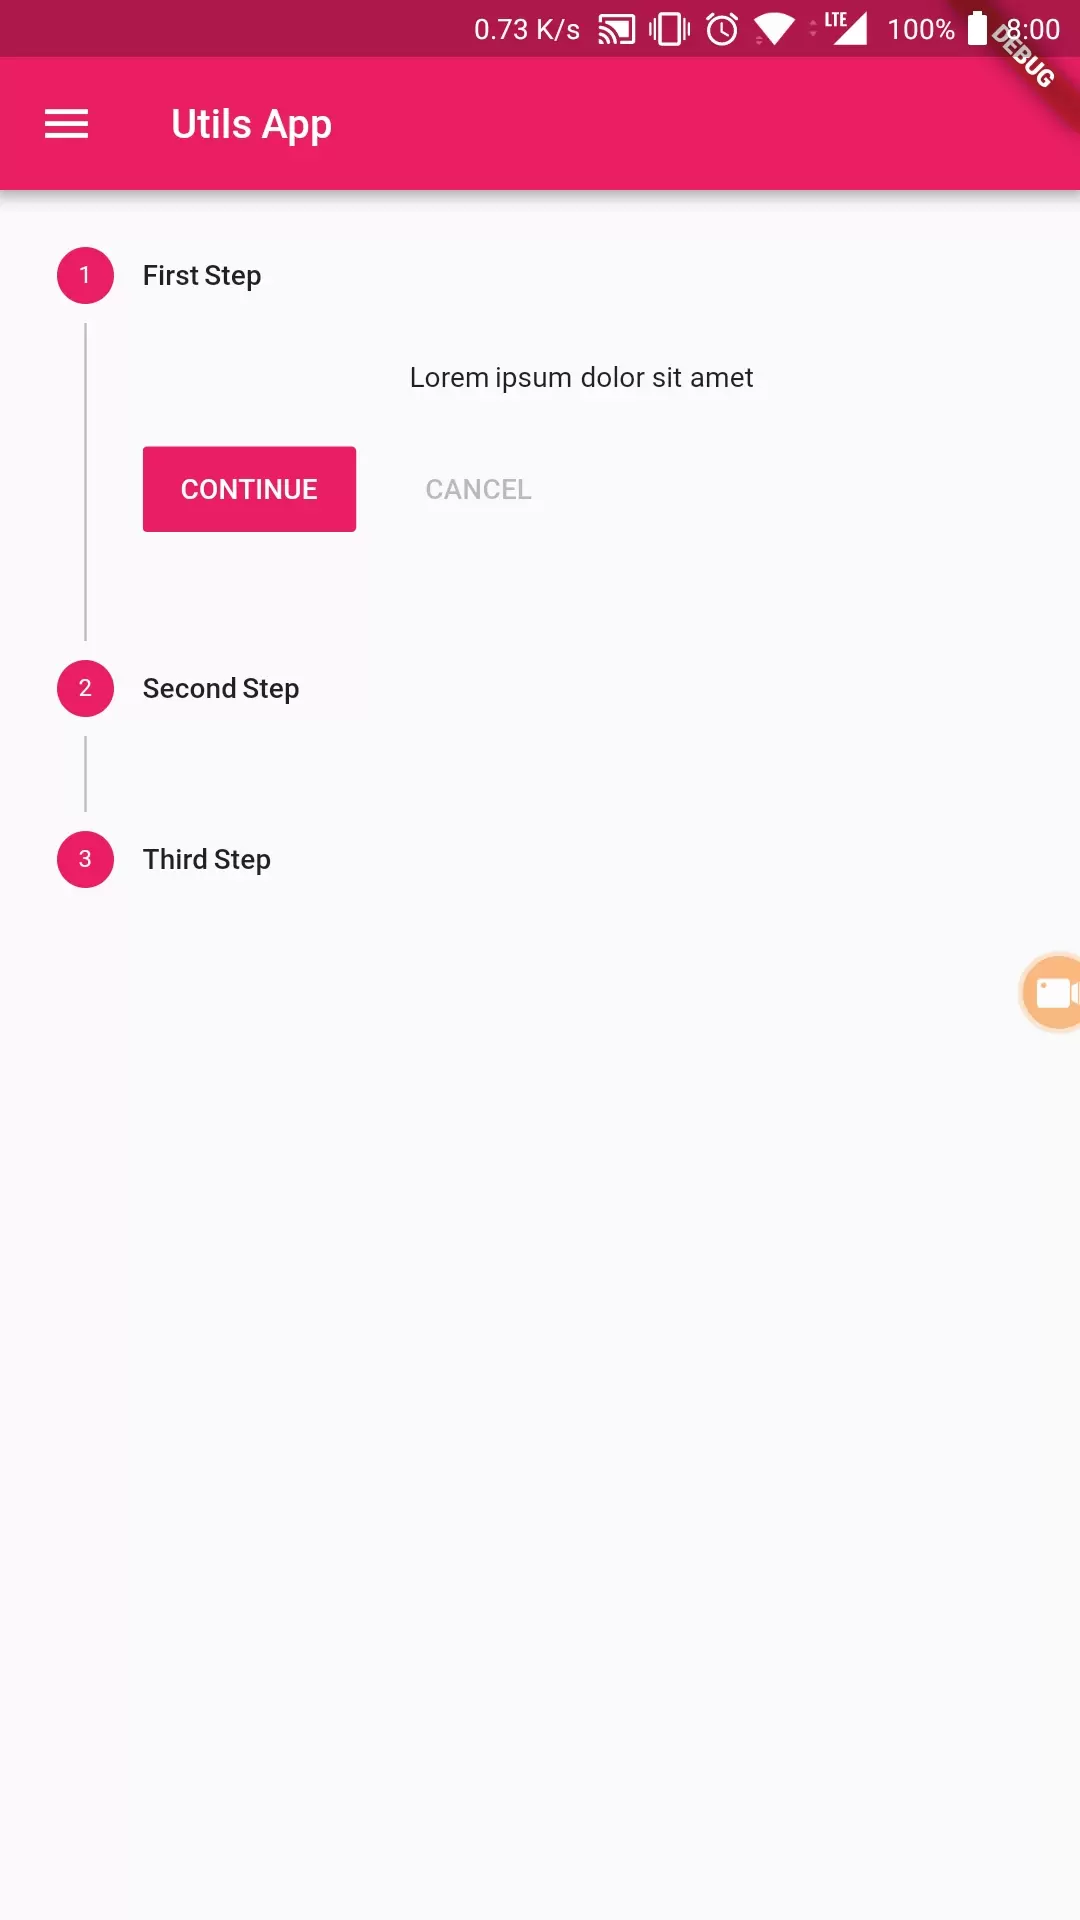 0.73 K/s LTE 100% 8:00
DEBUG
Utils App
1 First Step
Lorem ipsum dolor sit amet
CONTINUE CANCEL
2 Second Step
3 Third Step